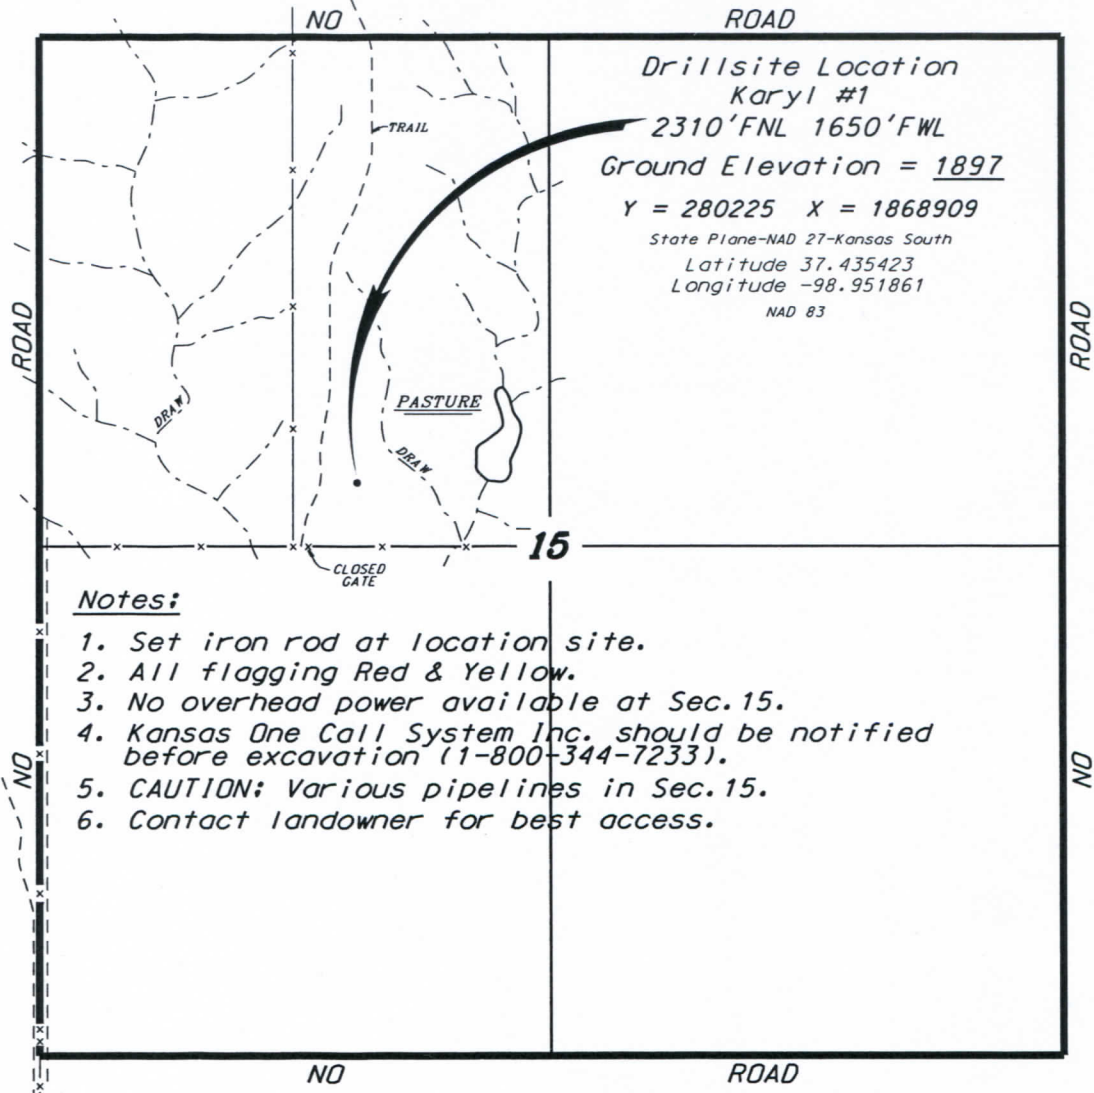 NO ROAD
Drillsite Location
Karyl #1
2310'FNL 1650'FWL
Ground Elevation = 1897
Y = 280225 X = 1868909
State Plane-NAD 27-Kansas South
Latitude 37.435423
Longitude -98.951861
NAD 83
TRAIL
ROAD
ROAD
PASTURE
DRAW
DRAW
15
CLOSED
GATE
Notes:
1. Set iron rod at location site.
2. All flagging Red & Yellow.
3. No overhead power available at Sec.15.
4. Kansas One Call System Inc. should be notified
before excavation (1-800-344-7233).
5. CAUTION: Various pipelines in Sec.15.
6. Contact landowner for best access.
NO
NO
NO ROAD